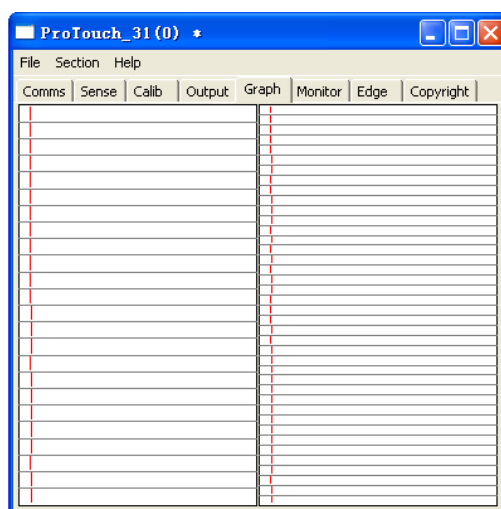 ProTouch_31(0) *
File Section Help
Comms Sense Calib Output Graph Monitor Edge Copyright